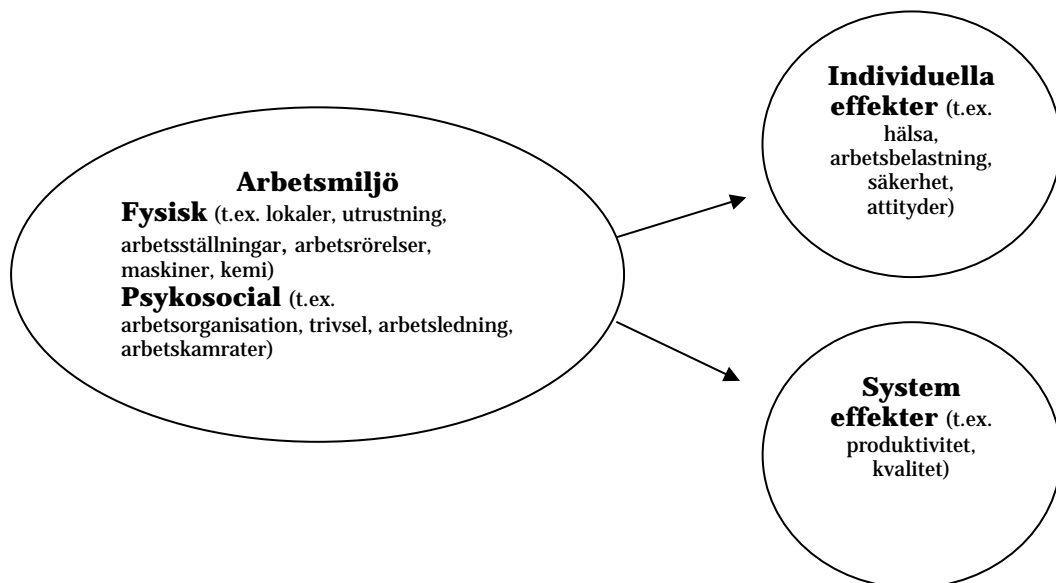 Arbetsmiljö
Fysisk (t.ex. lokaler, utrustning,
arbetsställningar, arbetsrörelser,
maskiner, kemi)
Psykosocial (t.ex.
arbetsorganisation, trivsel, arbetsledning,
arbetskamrater)
Individuella
effekter (t.ex.
hälsa,
arbetsbelastning,
säkerhet,
attityder)
System
effekter (t.ex.
produktivitet,
kvalitet)